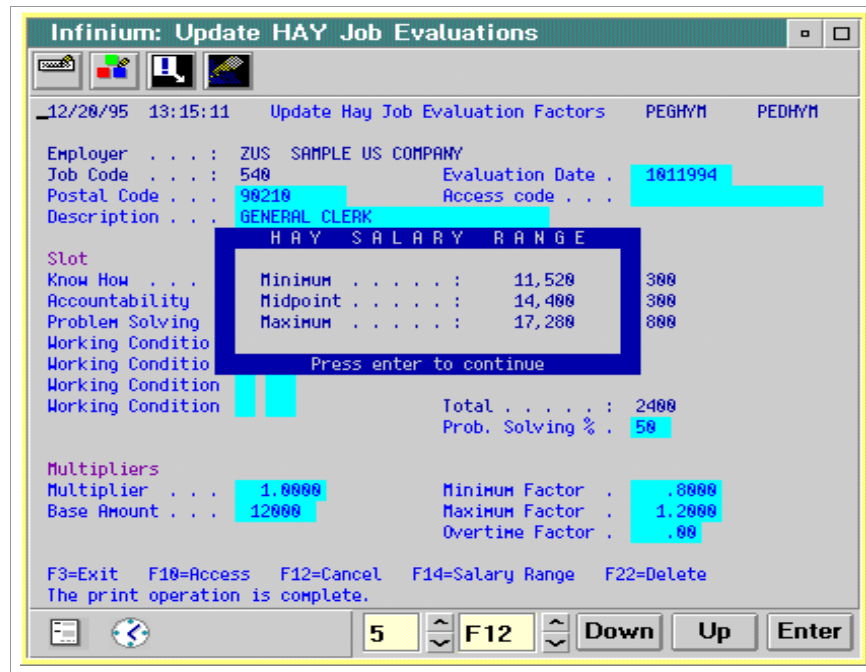 Infinium: Update HAY Job Evaluations
12/20/95 13:15:11 Update Hay Job Evaluation Factors PEGHYM PEDHYM
Employer . . . : ZUS SAMPLE US COMPANY
Job Code . . . : 540 Evaluation Date . 1011994
Postal Code . . . 90210 Access code . . .
Description . . . GENERAL CLERK
HAY SALARY RANGE
Slot
Know How . . . . Minimum . . . . . : 11,520 300
Accountability Midpoint . . . . . : 14,400 300
Problem Solving Maximum . . . . . : 17,280 800
Working Conditio
Working Conditio Press enter to continue
Working Condition
Working Condition Total . . . . . : 2400
Prob. Solving % . 50
Multipliers
Multiplier . . . 1.0000 Minimum Factor . .8000
Base Amount . . . 12000 Maximum Factor . 1.2000
Overtime Factor . .00
F3=Exit F10=Access F12=Cancel F14=Salary Range F22=Delete
The print operation is complete.
5 F12 Down Up Enter